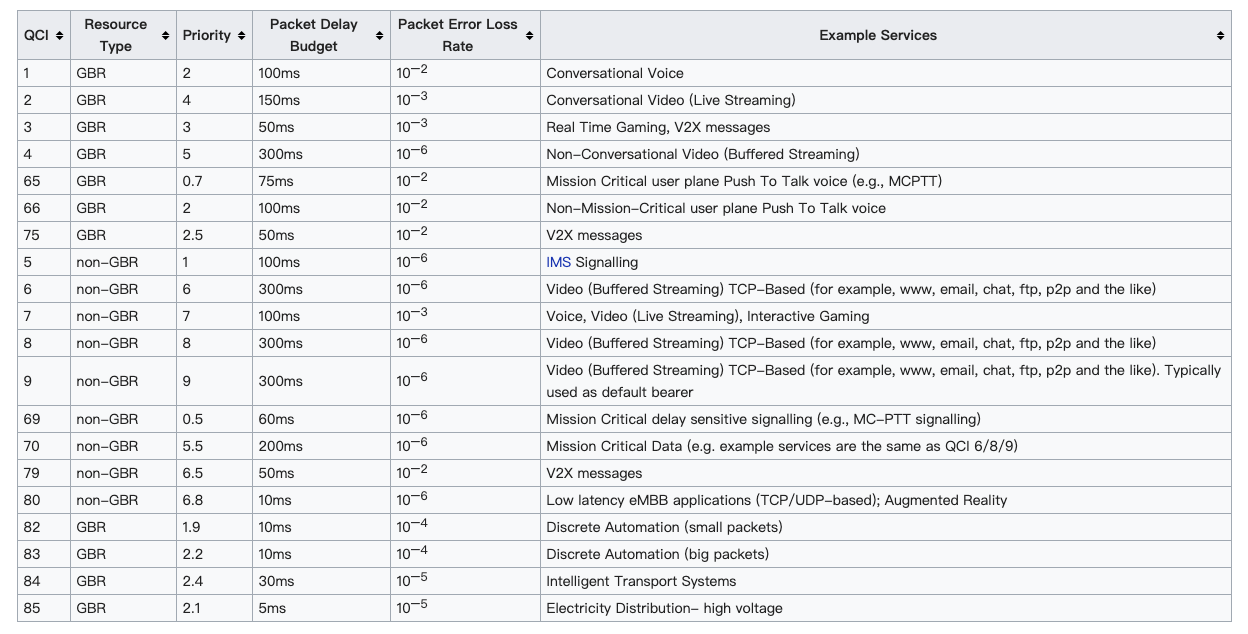 QCI Resource Type Priority Packet Delay Budget Packet Error Loss Rate Example Services
1 GBR 2 100ms 10−2 Conversational Voice
2 GBR 4 150ms 10−3 Conversational Video (Live Streaming)
3 GBR 3 50ms 10−3 Real Time Gaming, V2X messages
4 GBR 5 300ms 10−6 Non-Conversational Video (Buffered Streaming)
65 GBR 0.7 75ms 10−2 Mission Critical user plane Push To Talk voice (e.g., MCPTT)
66 GBR 2 100ms 10−2 Non-Mission-Critical user plane Push To Talk voice
75 GBR 2.5 50ms 10−2 V2X messages
5 non-GBR 1 100ms 10−6 IMS Signalling
6 non-GBR 6 300ms 10−6 Video (Buffered Streaming) TCP-Based (for example, www, email, chat, ftp, p2p and the like)
7 non-GBR 7 100ms 10−3 Voice, Video (Live Streaming), Interactive Gaming
8 non-GBR 8 300ms 10−6 Video (Buffered Streaming) TCP-Based (for example, www, email, chat, ftp, p2p and the like)
9 non-GBR 9 300ms 10−6 Video (Buffered Streaming) TCP-Based (for example, www, email, chat, ftp, p2p and the like). Typically
used as default bearer
69 non-GBR 0.5 60ms 10−6 Mission Critical delay sensitive signalling (e.g., MC-PTT signalling)
70 non-GBR 5.5 200ms 10−6 Mission Critical Data (e.g. example services are the same as QCI 6/8/9)
79 non-GBR 6.5 50ms 10−2 V2X messages
80 non-GBR 6.8 10ms 10−6 Low latency eMBB applications (TCP/UDP-based); Augmented Reality
82 GBR 1.9 10ms 10−4 Discrete Automation (small packets)
83 GBR 2.2 10ms 10−4 Discrete Automation (big packets)
84 GBR 2.4 30ms 10−5 Intelligent Transport Systems
85 GBR 2.1 5ms 10−5 Electricity Distribution- high voltage